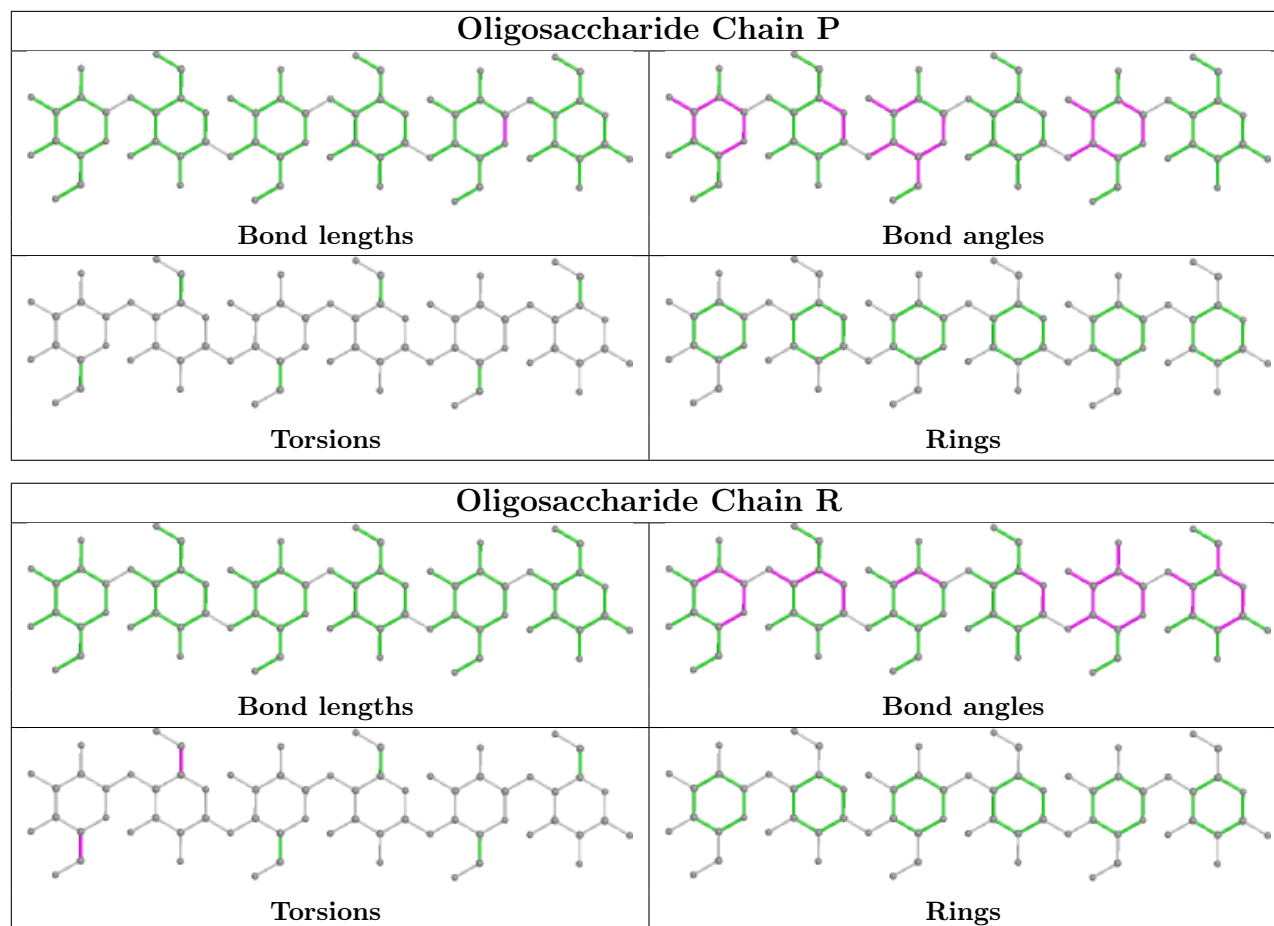 Oligosaccharide Chain P
Bond lengths
Bond angles
Torsions
Rings
Oligosaccharide Chain R
Bond lengths
Bond angles
Torsions
Rings